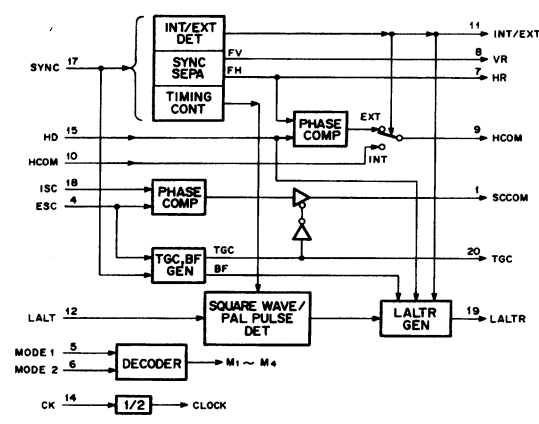 INT/EXT
DET
11 INT/EXT
SYNC 17
SYNC
SEPA
FV
8 VR
FH
7 HR
TIMING
CONT
EXT
HD 15
PHASE
COMP
9 HCOM
HCOM 10
INT
ISC 18
ESC 4
PHASE
COMP
1 SCCOM
TGC,BF
GEN
TGC
20 TGC
BF
LALT 12
SQUARE WAVE/
PAL PULSE
DET
LALTR
GEN
19 LALTR
MODE 1 5
MODE 2 6
DECODER
M1 ~ M4
CK 14
1/2
CLOCK